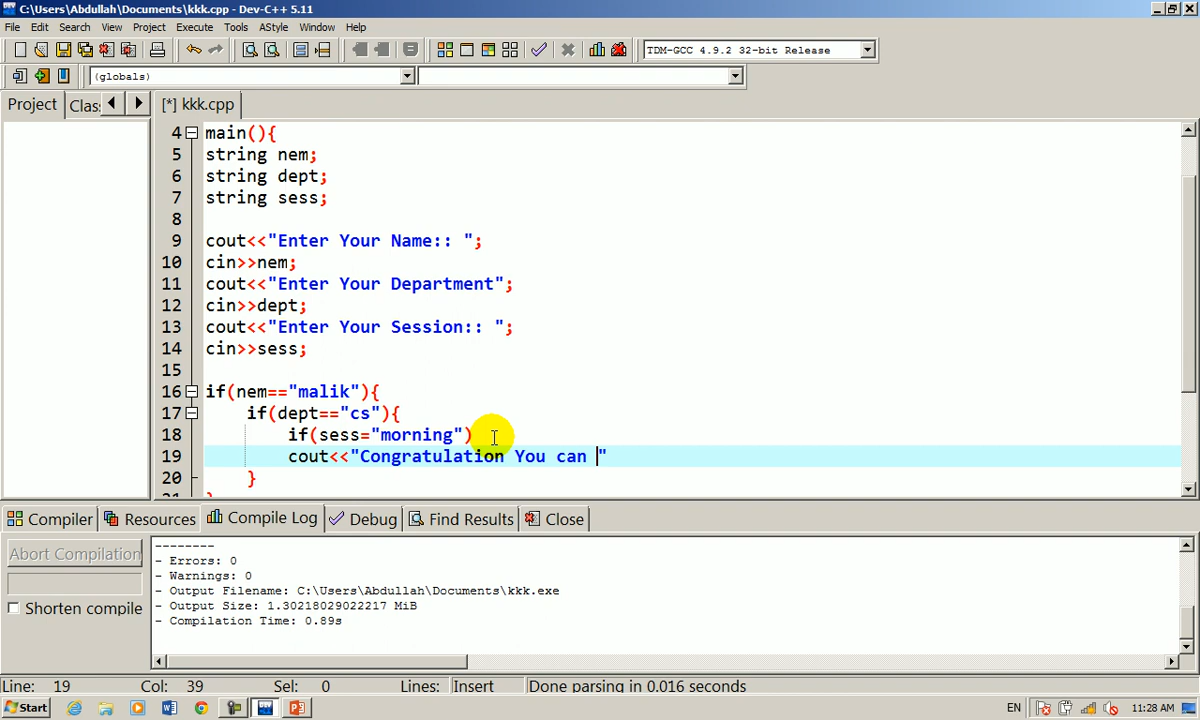 C:\Users\Abdullah\Documents\kkk.cpp - Dev-C++ 5.11
File Edit Search View Project Execute Tools AStyle Window Help
TDM-GCC 4.9.2 32-bit Release
(globals)
Project Clas [*] kkk.cpp
4 main(){
5 string nem;
6 string dept;
7 string sess;
8
9 cout<<"Enter Your Name:: ";
10 cin>>nem;
11 cout<<"Enter Your Department";
12 cin>>dept;
13 cout<<"Enter Your Session:: ";
14 cin>>sess;
15
16 if(nem=="malik"){
17 if(dept=="cs"){
18 if(sess="morning")
19 cout<<"Congratulation You can "
20 }
Compiler Resources Compile Log Debug Find Results Close
Abort Compilation
Shorten compile
--------
- Errors: 0
- Warnings: 0
- Output Filename: C:\Users\Abdullah\Documents\kkk.exe
- Output Size: 1.30218029022217 MiB
- Compilation Time: 0.89s
Line: 19 Col: 39 Sel: 0 Lines: Insert Done parsing in 0.016 seconds
Start EN 11:28 AM